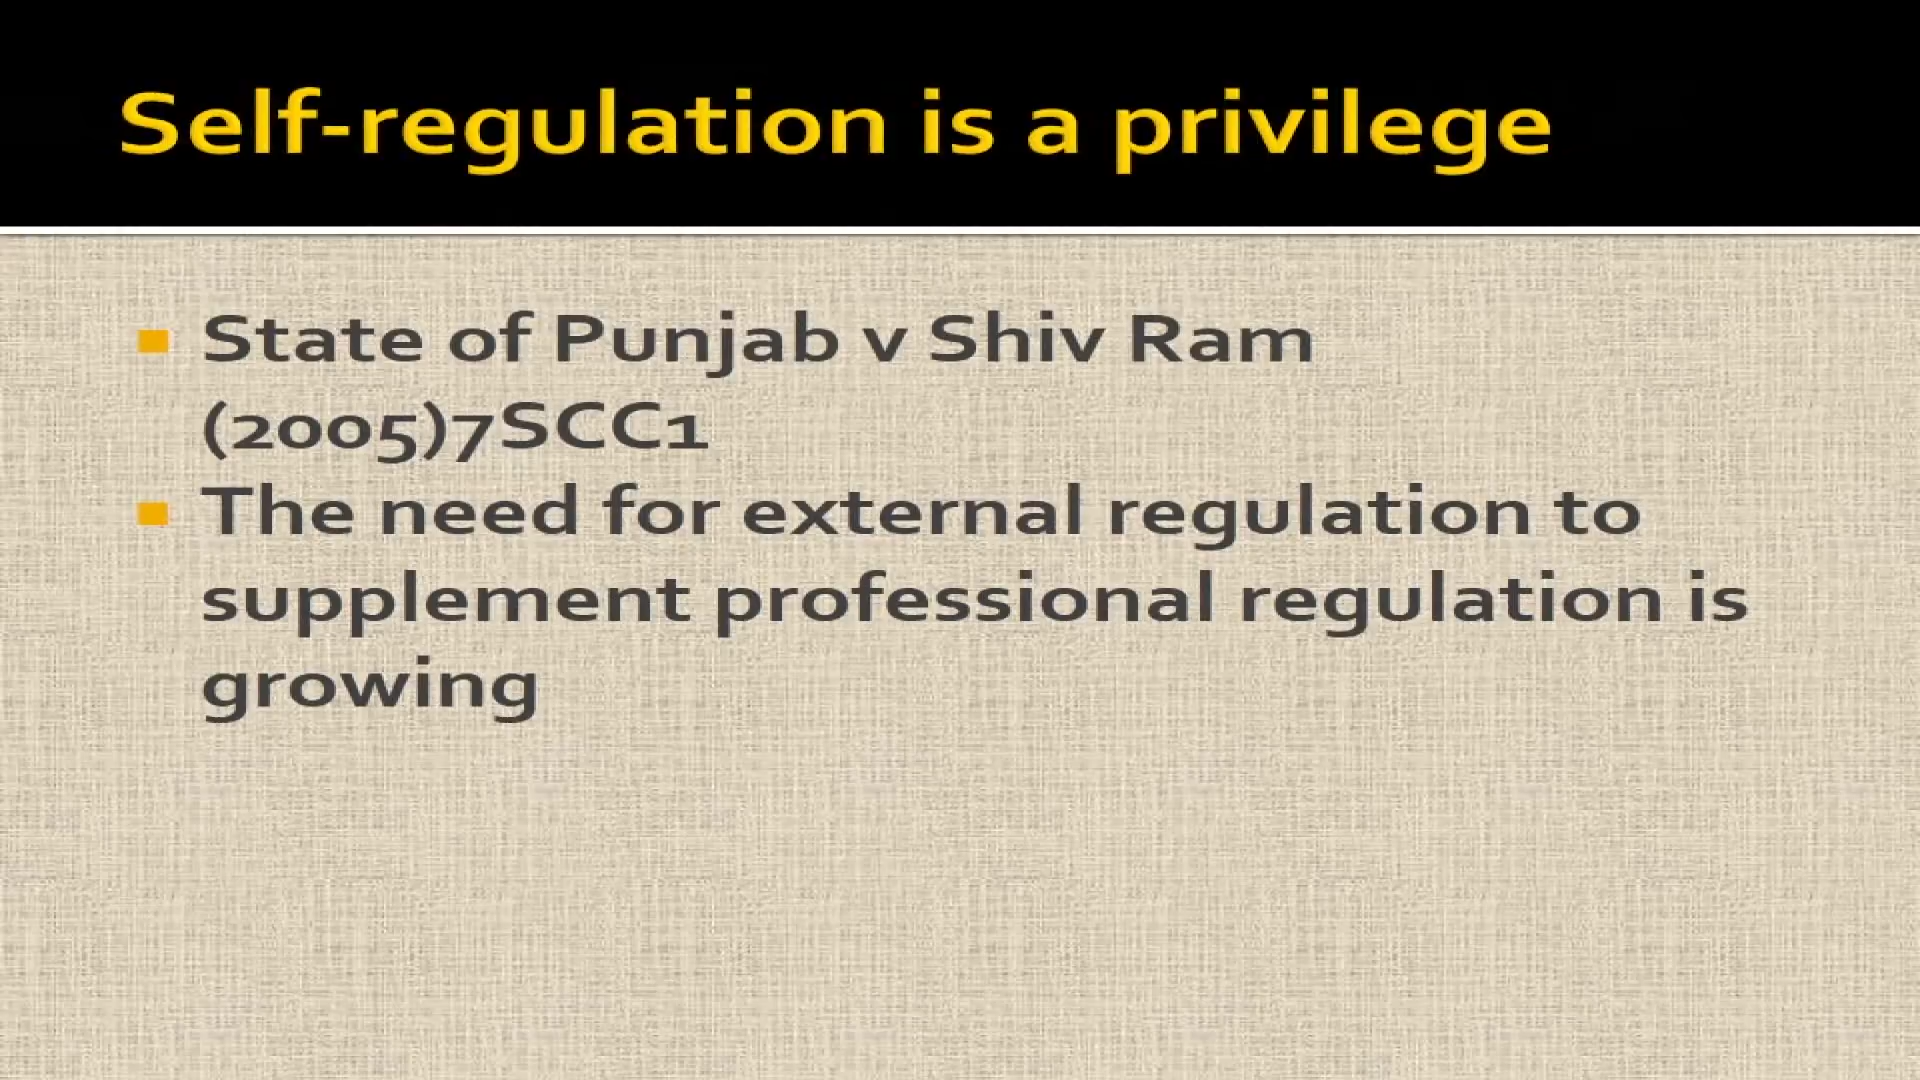 Self-regulation is a privilege
State of Punjab v Shiv Ram
(2005)7SCC1
The need for external regulation to
supplement professional regulation is
growing